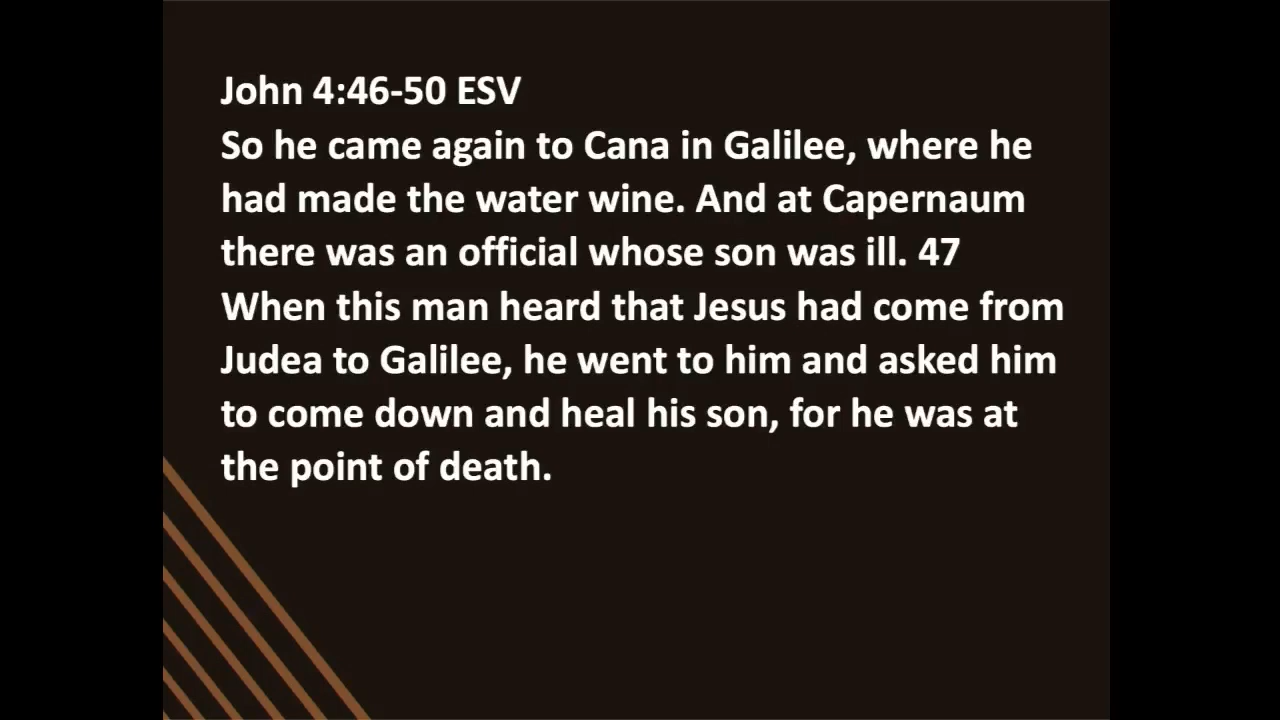 John 4:46-50 ESV
So he came again to Cana in Galilee, where he
had made the water wine. And at Capernaum
there was an official whose son was ill. 47
When this man heard that Jesus had come from
Judea to Galilee, he went to him and asked him
to come down and heal his son, for he was at
the point of death.